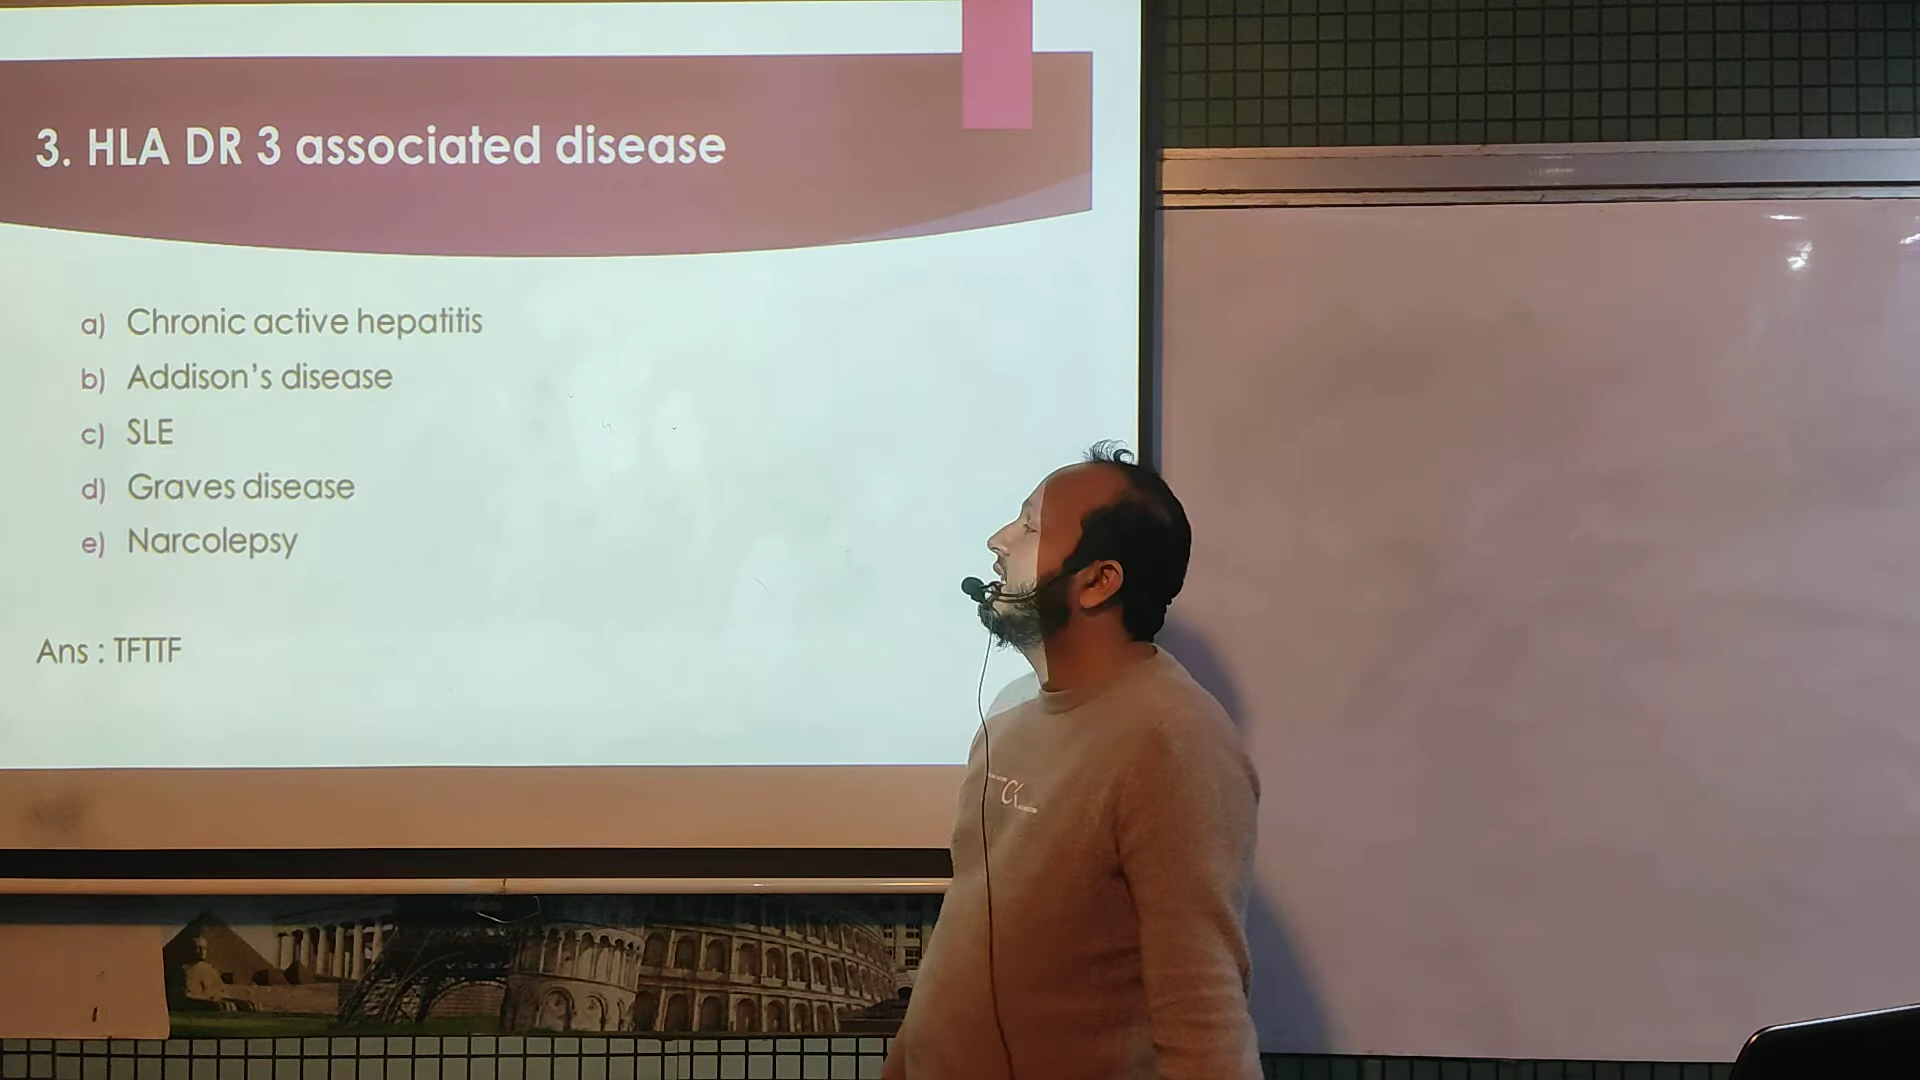 3. HLA DR 3 associated disease
a) Chronic active hepatitis
b) Addison's disease
c) SLE
d) Graves disease
e) Narcolepsy
Ans : TFTTF